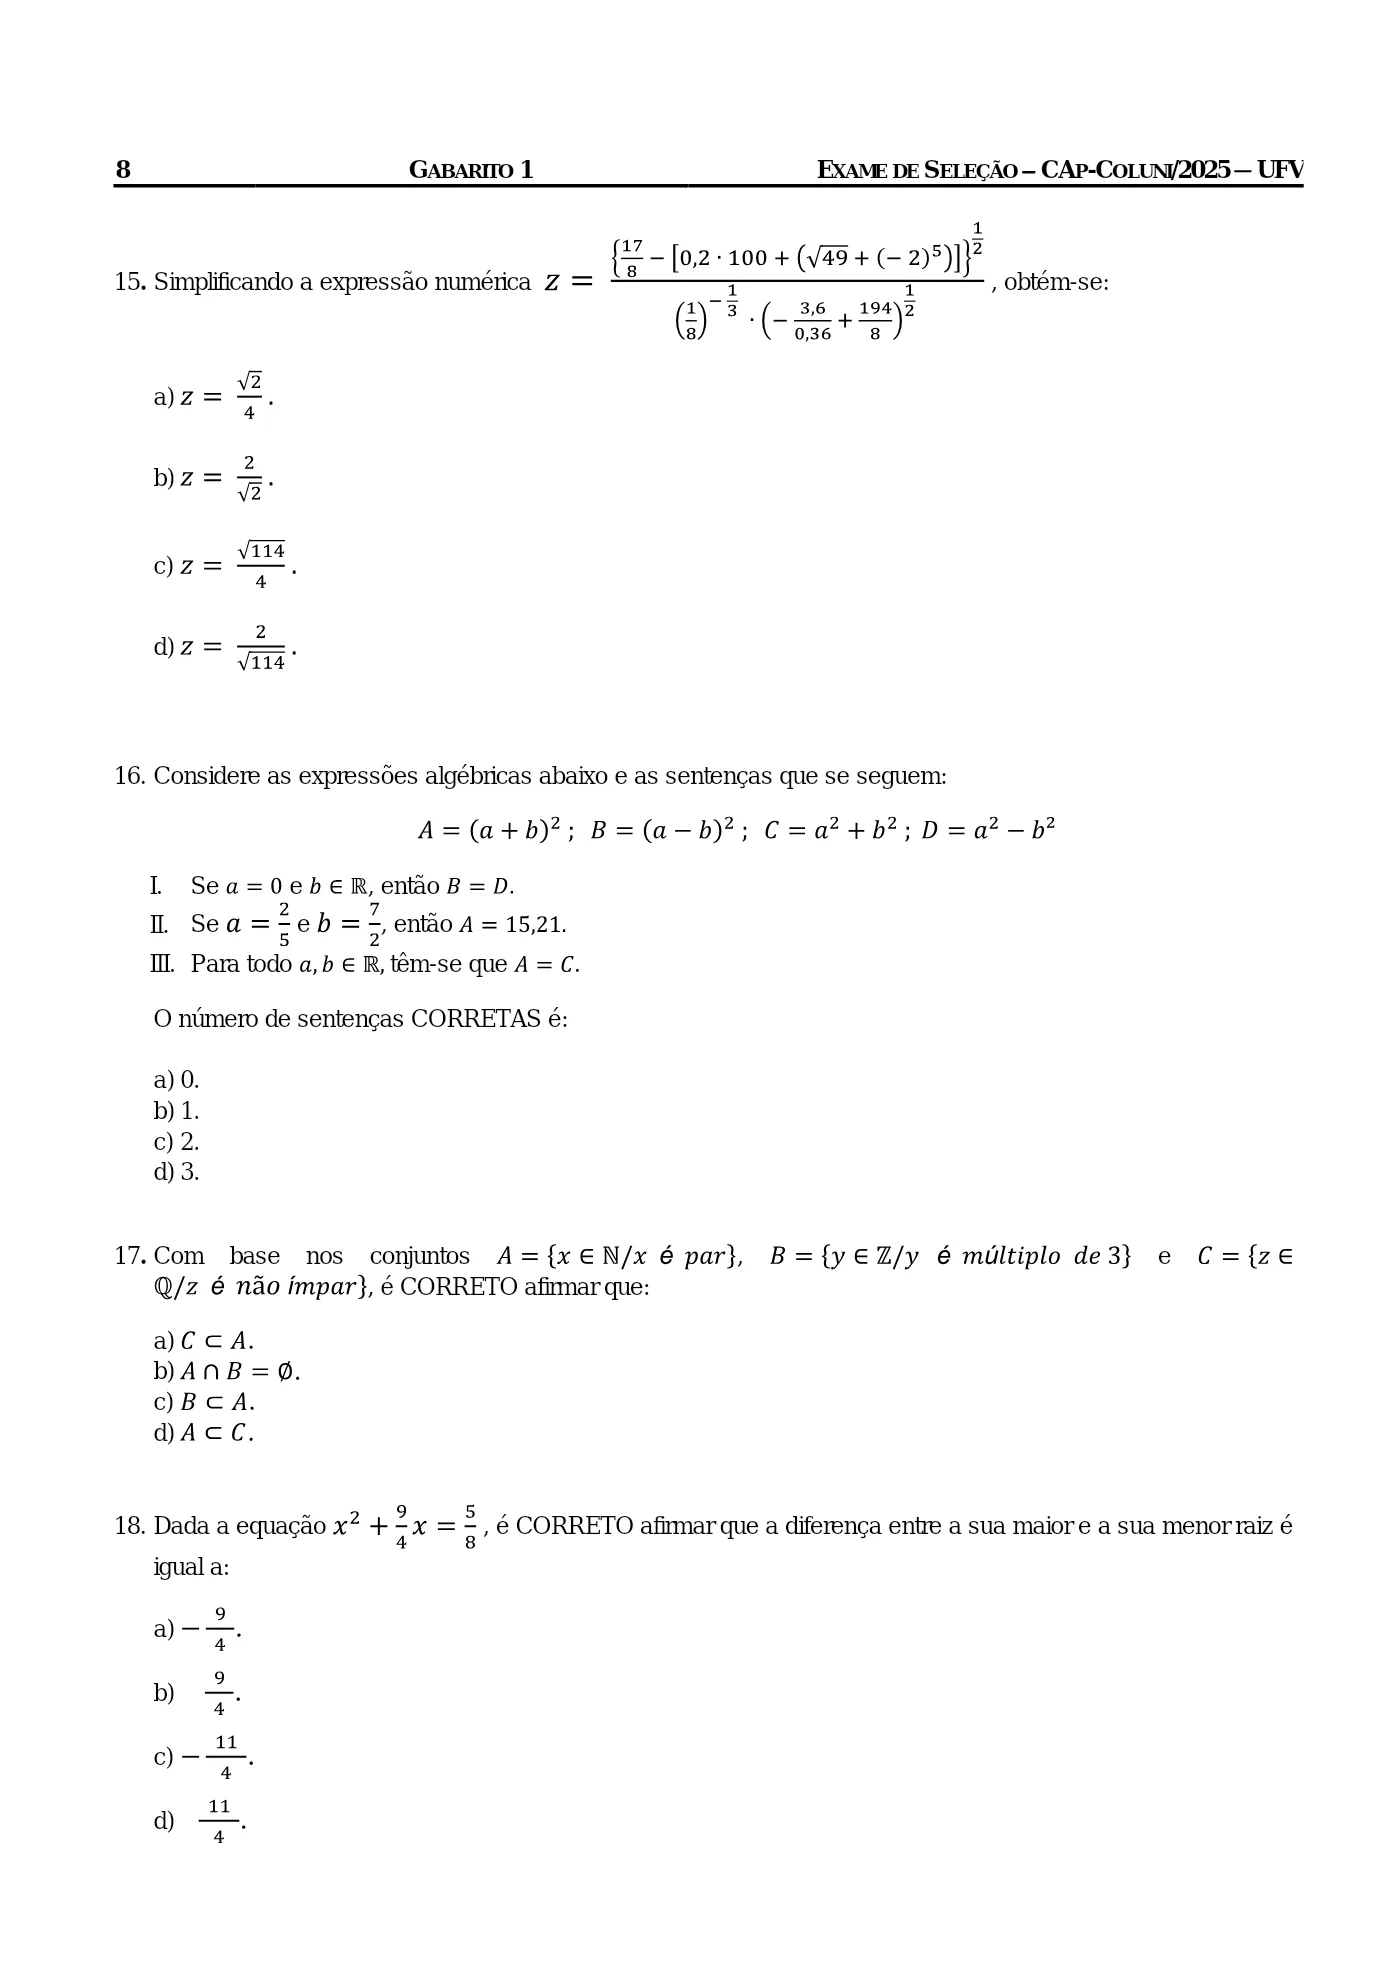 8 GABARITO 1 EXAME DE SELEÇÃO – CAP-COLUNI/2025 — UFV
15. Simplificando a expressão numérica z = {17/8 − [0,2 · 100 + (√49 + (− 2)⁵)]}^(1/2) / ((1/8)^(−1/3) · (− 3,6/0,36 + 194/8)^(1/2)) , obtém-se:
a) z = √2/4 .
b) z = 2/√2 .
c) z = √114/4 .
d) z = 2/√114 .
16. Considere as expressões algébricas abaixo e as sentenças que se seguem:
A = (a + b)² ; B = (a − b)² ; C = a² + b² ; D = a² − b²
I. Se a = 0 e b ∈ ℝ, então B = D.
II. Se a = 2/5 e b = 7/2, então A = 15,21.
III. Para todo a, b ∈ ℝ, têm-se que A = C.
O número de sentenças CORRETAS é:
a) 0.
b) 1.
c) 2.
d) 3.
17. Com base nos conjuntos A = {x ∈ ℕ/x é par}, B = {y ∈ ℤ/y é múltiplo de 3} e C = {z ∈
ℚ/z é não ímpar}, é CORRETO afirmar que:
a) C ⊂ A.
b) A ∩ B = ∅.
c) B ⊂ A.
d) A ⊂ C.
18. Dada a equação x² + 9/4 x = 5/8 , é CORRETO afirmar que a diferença entre a sua maior e a sua menor raiz é
igual a:
a) − 9/4 .
b) 9/4 .
c) − 11/4 .
d) 11/4 .